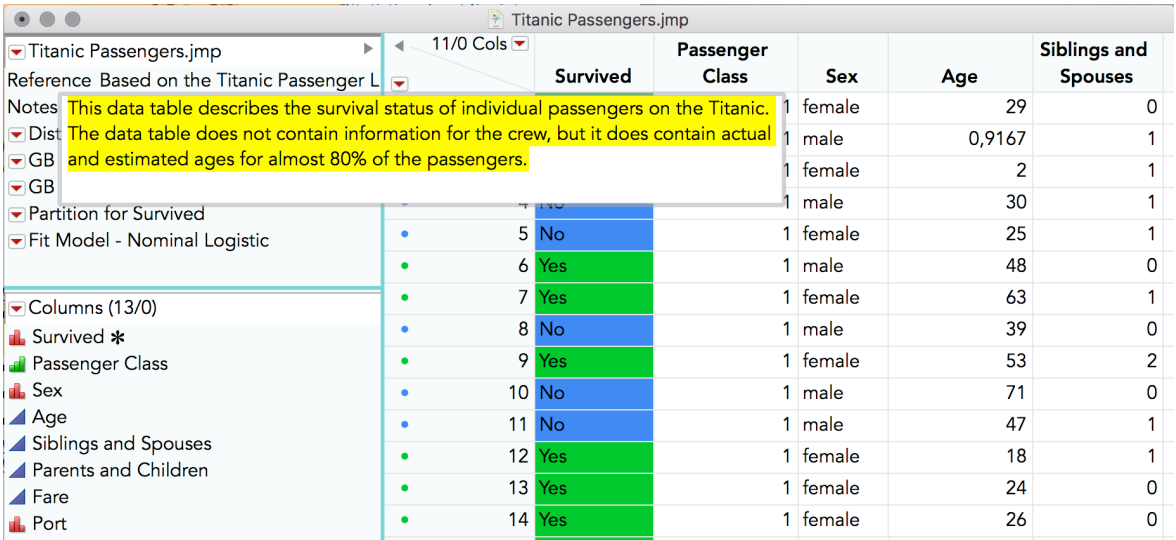 Titanic Passengers.jmp
Titanic Passengers.jmp
Reference Based on the Titanic Passenger L
Notes
This data table describes the survival status of individual passengers on the Titanic.
The data table does not contain information for the crew, but it does contain actual
and estimated ages for almost 80% of the passengers.
Dist
GB
GB
Partition for Survived
Fit Model - Nominal Logistic
Columns (13/0)
Survived *
Passenger Class
Sex
Age
Siblings and Spouses
Parents and Children
Fare
Port
11/0 Cols
Survived Passenger Class Sex Age Siblings and Spouses
1 female 29 0
1 male 0,9167 1
1 female 2 1
4 No 1 male 30 1
5 No 1 female 25 1
6 Yes 1 male 48 0
7 Yes 1 female 63 1
8 No 1 male 39 0
9 Yes 1 female 53 2
10 No 1 male 71 0
11 No 1 male 47 1
12 Yes 1 female 18 1
13 Yes 1 female 24 0
14 Yes 1 female 26 0